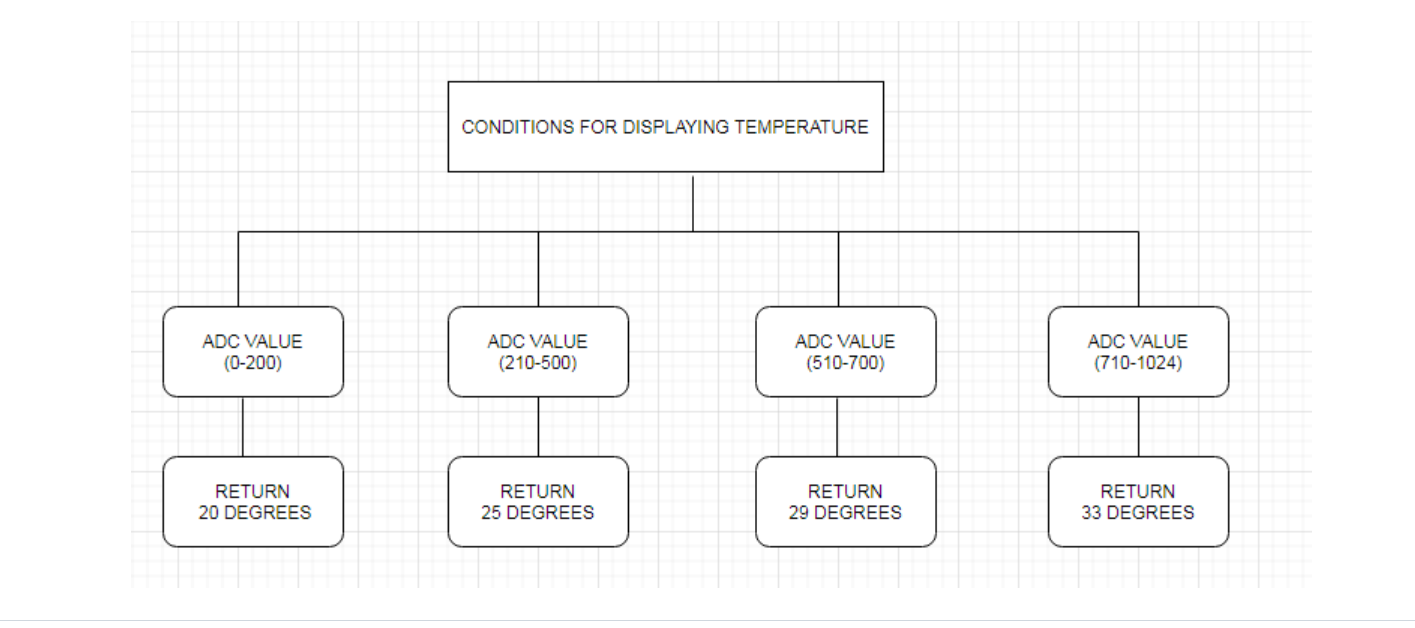 CONDITIONS FOR DISPLAYING TEMPERATURE
ADC VALUE
(0-200)
ADC VALUE
(210-500)
ADC VALUE
(510-700)
ADC VALUE
(710-1024)
RETURN
20 DEGREES
RETURN
25 DEGREES
RETURN
29 DEGREES
RETURN
33 DEGREES